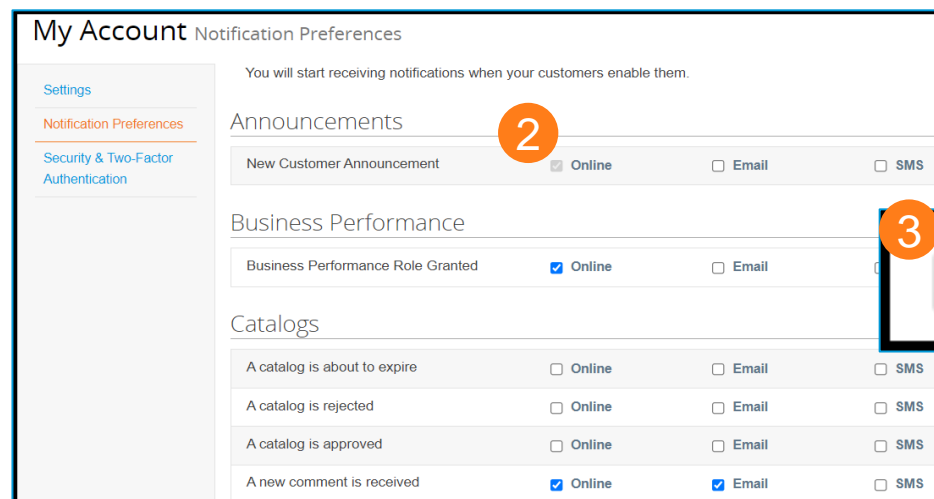 My Account Notification Preferences
You will start receiving notifications when your customers enable them.
Settings
Notification Preferences
Security & Two-Factor
Authentication
Announcements
2
New Customer Announcement Online Email SMS
Business Performance
3
Business Performance Role Granted Online Email
Catalogs
A catalog is about to expire Online Email SMS
A catalog is rejected Online Email SMS
A catalog is approved Online Email SMS
A new comment is received Online Email SMS